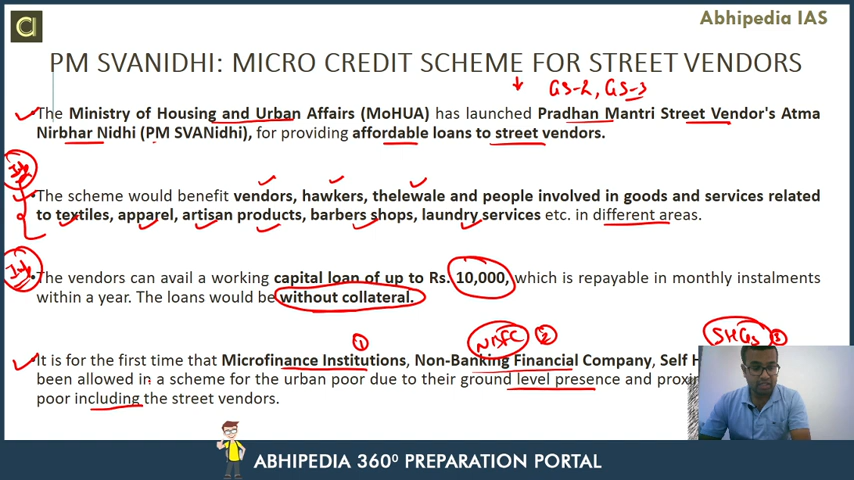 Abhipedia IAS
PM SVANIDHI: MICRO CREDIT SCHEME FOR STREET VENDORS
GS-2, GS-3
The Ministry of Housing and Urban Affairs (MoHUA) has launched Pradhan Mantri Street Vendor's Atma
Nirbhar Nidhi (PM SVANidhi), for providing affordable loans to street vendors.
The scheme would benefit vendors, hawkers, thelewale and people involved in goods and services related
to textiles, apparel, artisan products, barbers shops, laundry services etc. in different areas.
The vendors can avail a working capital loan of up to Rs. 10,000, which is repayable in monthly instalments
within a year. The loans would be without collateral.
① NBFC ② SHGs ③
It is for the first time that Microfinance Institutions, Non-Banking Financial Company, Self H
been allowed in a scheme for the urban poor due to their ground level presence and proxi
poor including the street vendors.
ABHIPEDIA 360⁰ PREPARATION PORTAL